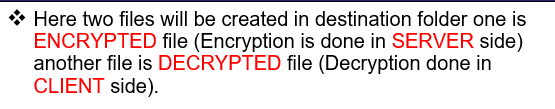 ❖ Here two files will be created in destination folder one is
ENCRYPTED file (Encryption is done in SERVER side)
another file is DECRYPTED file (Decryption done in
CLIENT side).